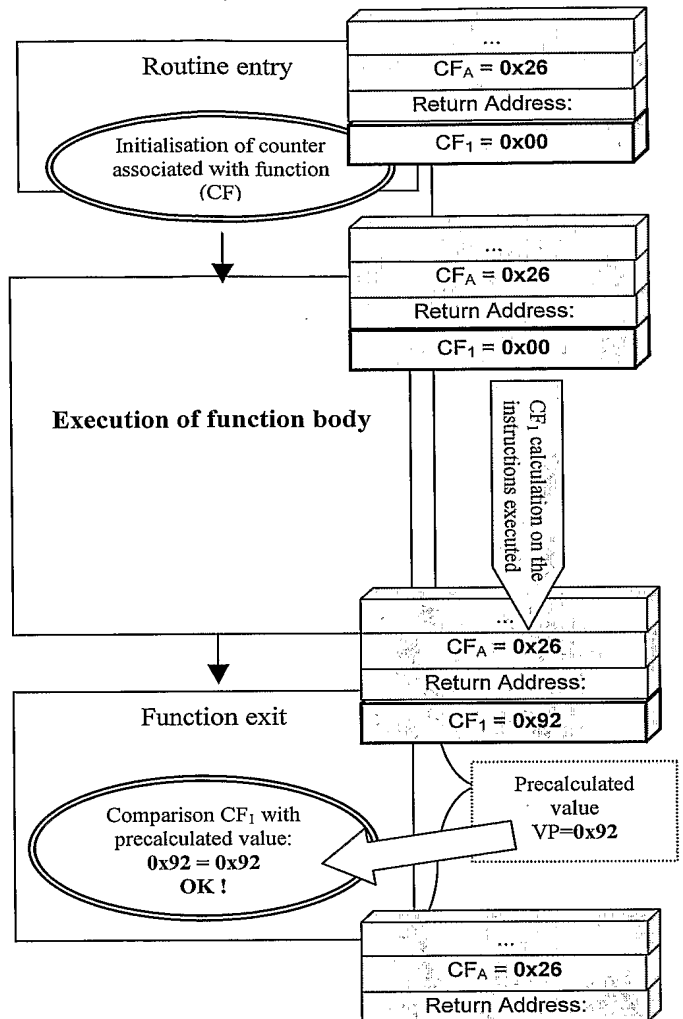 ...
Routine entry
CFA = 0x26
Return Address:
Initialisation of counter
associated with function
(CF)
CF1 = 0x00
...
CFA = 0x26
Return Address:
CF1 = 0x00
Execution of function body
CF1 calculation on the
instructions executed
...
CFA = 0x26
Return Address:
Function exit
CF1 = 0x92
Precalculated
value
VP=0x92
Comparison CF1 with
precalculated value:
0x92 = 0x92
OK !
...
CFA = 0x26
Return Address: